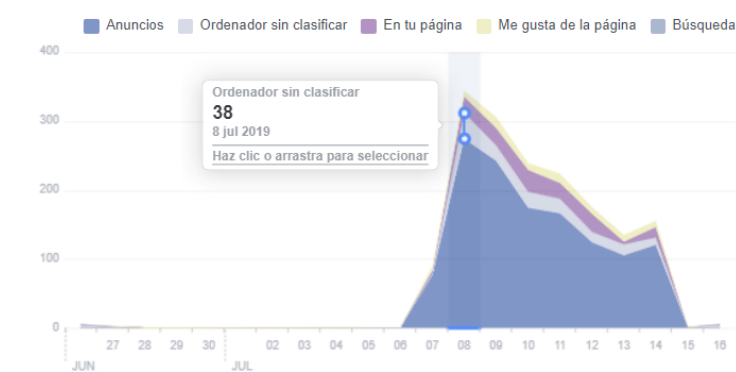 Anuncios Ordenador sin clasificar En tu página Me gusta de la página Búsqueda
400
Ordenador sin clasificar
38
8 jul 2019
Haz clic o arrastra para seleccionar
300
200
100
0
27 28 29 30 02 03 04 05 06 07 08 09 10 11 12 13 14 15 16
JUN JUL